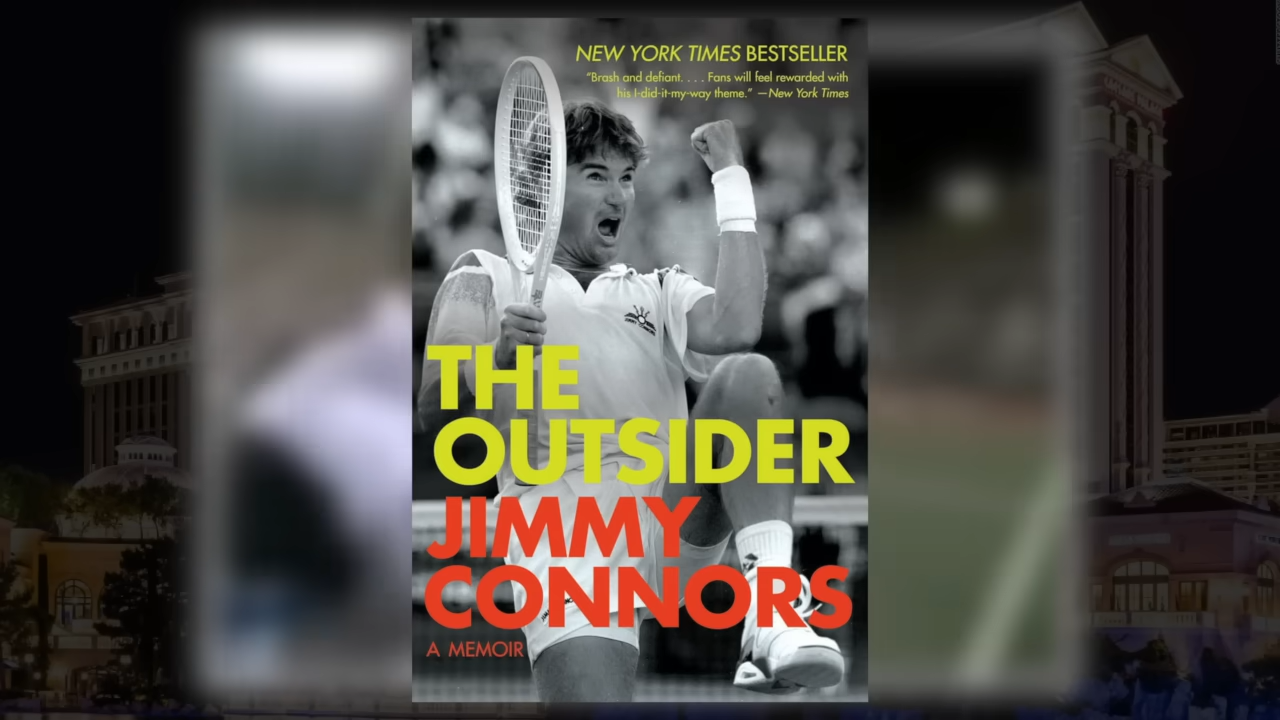 NEW YORK TIMES BESTSELLER
"Brash and defiant. . . . Fans will feel rewarded with
his I-did-it-my-way theme." —New York Times
THE
OUTSIDER
JIMMY
CONNORS
A MEMOIR